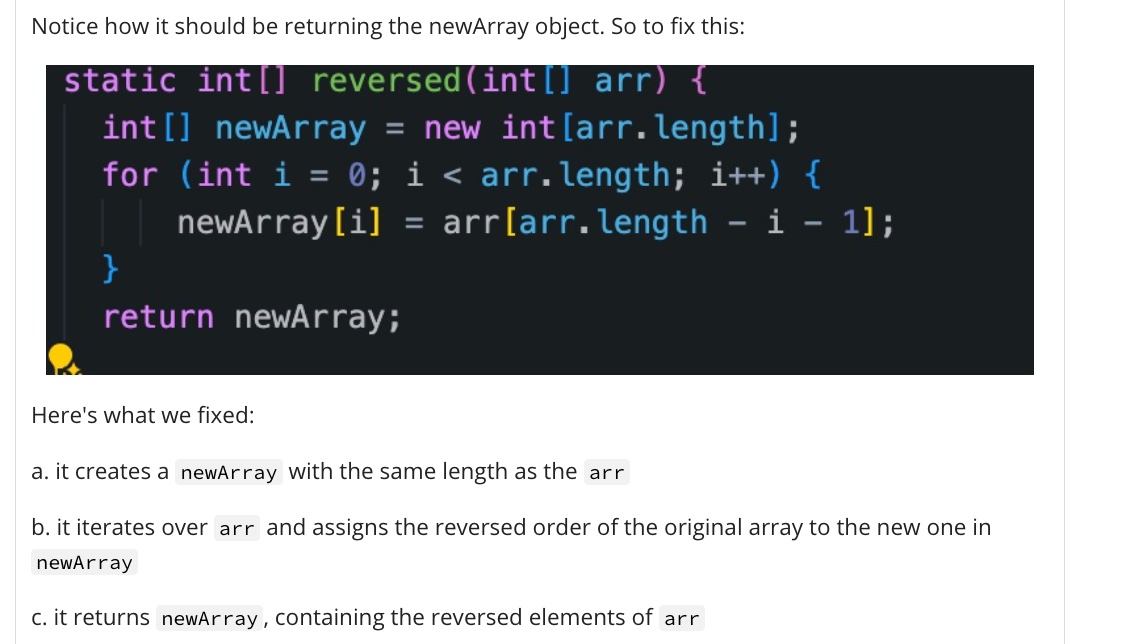 Notice how it should be returning the newArray object. So to fix this:
static int[] reversed(int[] arr) {
int[] newArray = new int[arr.length];
for (int i = 0; i < arr.length; i++) {
newArray[i] = arr[arr.length - i - 1];
}
return newArray;
Here's what we fixed:
a. it creates a newArray with the same length as the arr
b. it iterates over arr and assigns the reversed order of the original array to the new one in
newArray
c. it returns newArray, containing the reversed elements of arr